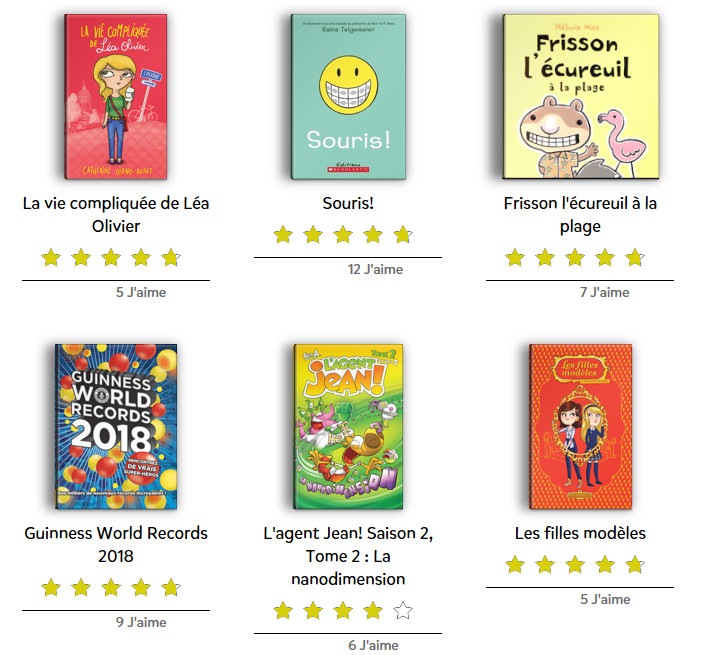 LA VIE COMPLIQUÉE
DE Léa Olivier
CATHERINE GIRARD-AUDET
Raina Telgemeier
Souris!
Éditions
SCHOLASTIC
Mélanie Watt
Frisson
l'écureuil
à la plage
La vie compliquée de Léa
Olivier
5 J'aime
Souris!
12 J'aime
Frisson l'écureuil à la
plage
7 J'aime
GUINNESS
WORLD
RECORDS
2018
RENCONTREZ
DE VRAIS
SUPER-HÉROS
Des milliers de nouveaux records incroyables!
TOME 2
L'AGENT
JEAN!
LA NANODIMENSION
Les filles
modèles
Guinness World Records
2018
9 J'aime
L'agent Jean! Saison 2,
Tome 2 : La
nanodimension
6 J'aime
Les filles modèles
5 J'aime